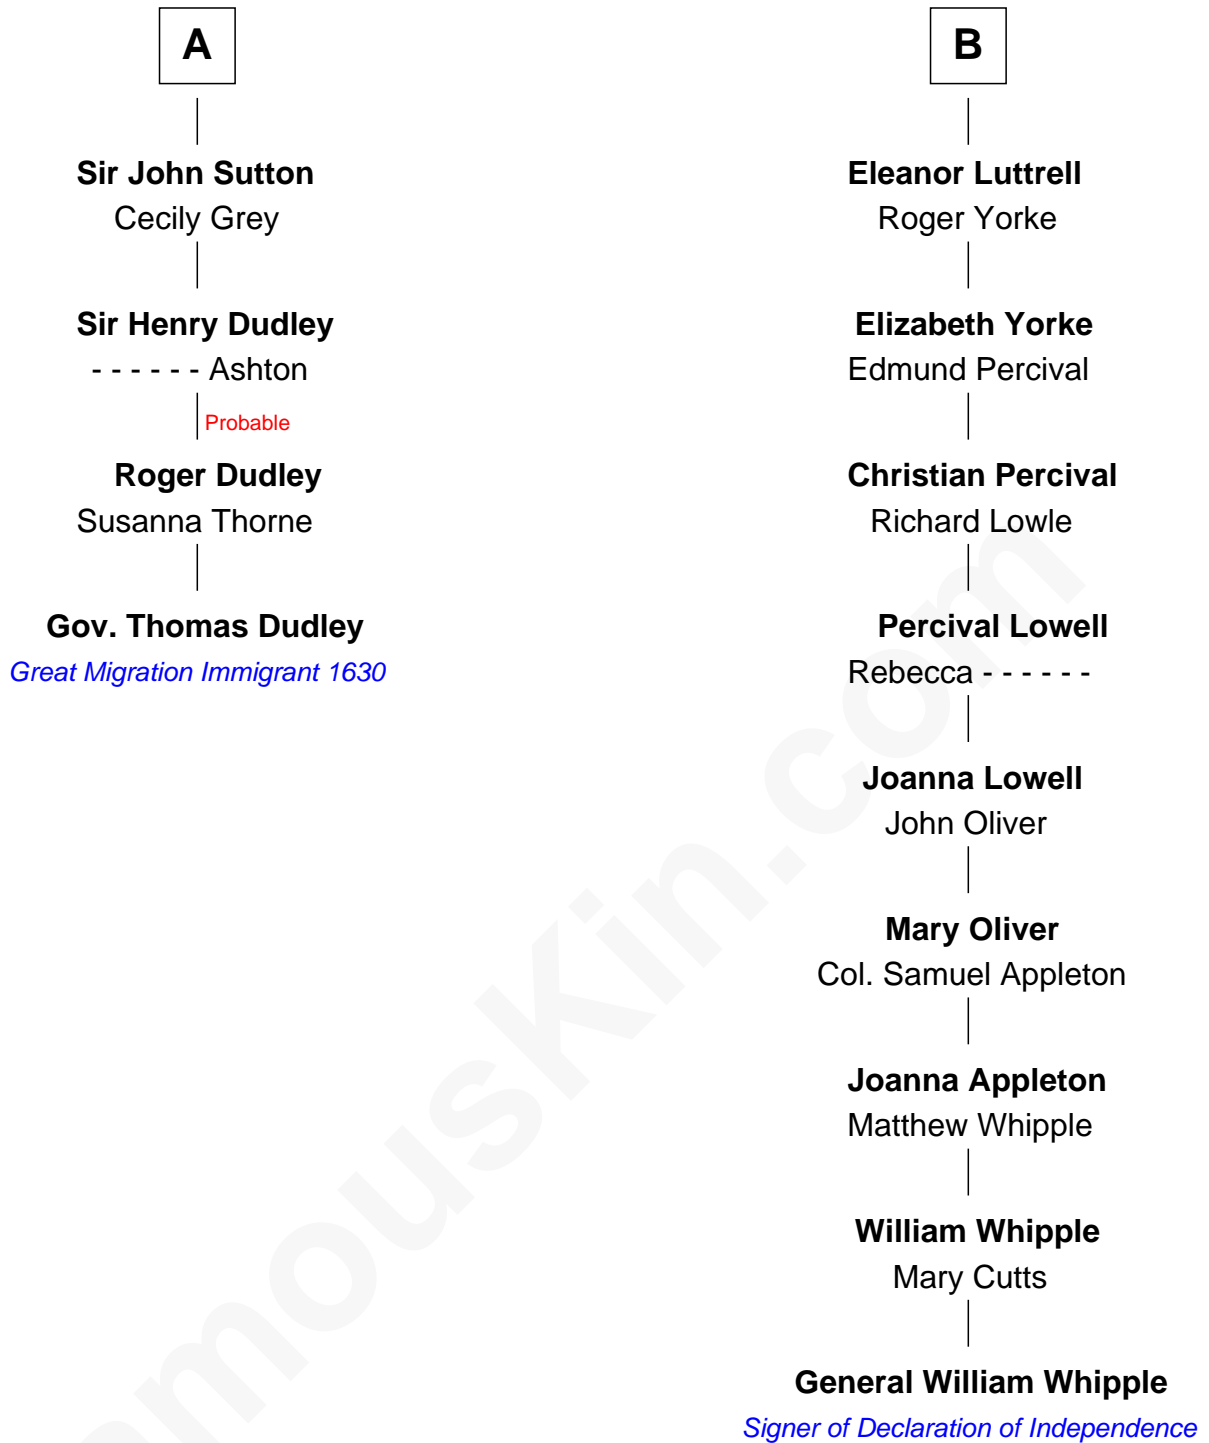 A
Sir John Sutton
Cecily Grey
Sir Henry Dudley
- - - - - - Ashton
Probable
Roger Dudley
Susanna Thorne
Gov. Thomas Dudley
Great Migration Immigrant 1630
B
Eleanor Luttrell
Roger Yorke
Elizabeth Yorke
Edmund Percival
Christian Percival
Richard Lowle
Percival Lowell
Rebecca - - - - - -
Joanna Lowell
John Oliver
Mary Oliver
Col. Samuel Appleton
Joanna Appleton
Matthew Whipple
William Whipple
Mary Cutts
General William Whipple
Signer of Declaration of Independence
amouskin.com